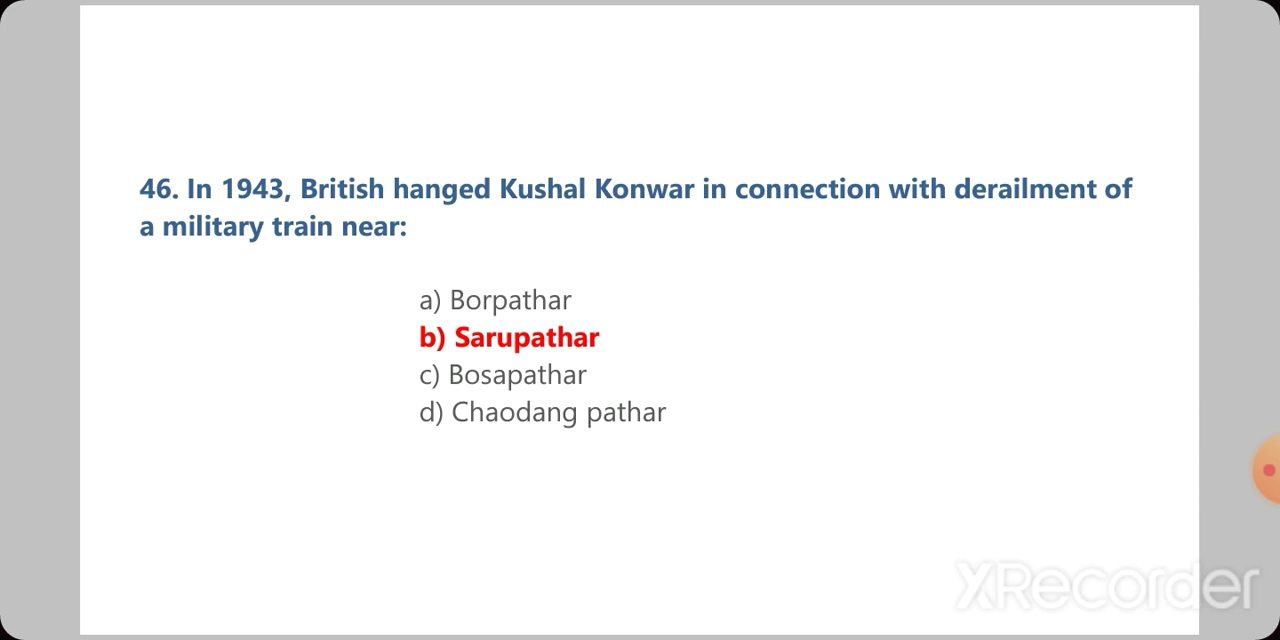 46. In 1943, British hanged Kushal Konwar in connection with derailment of
a military train near:
a) Borpathar
b) Sarupathar
c) Bosapathar
d) Chaodang pathar
XRecorder